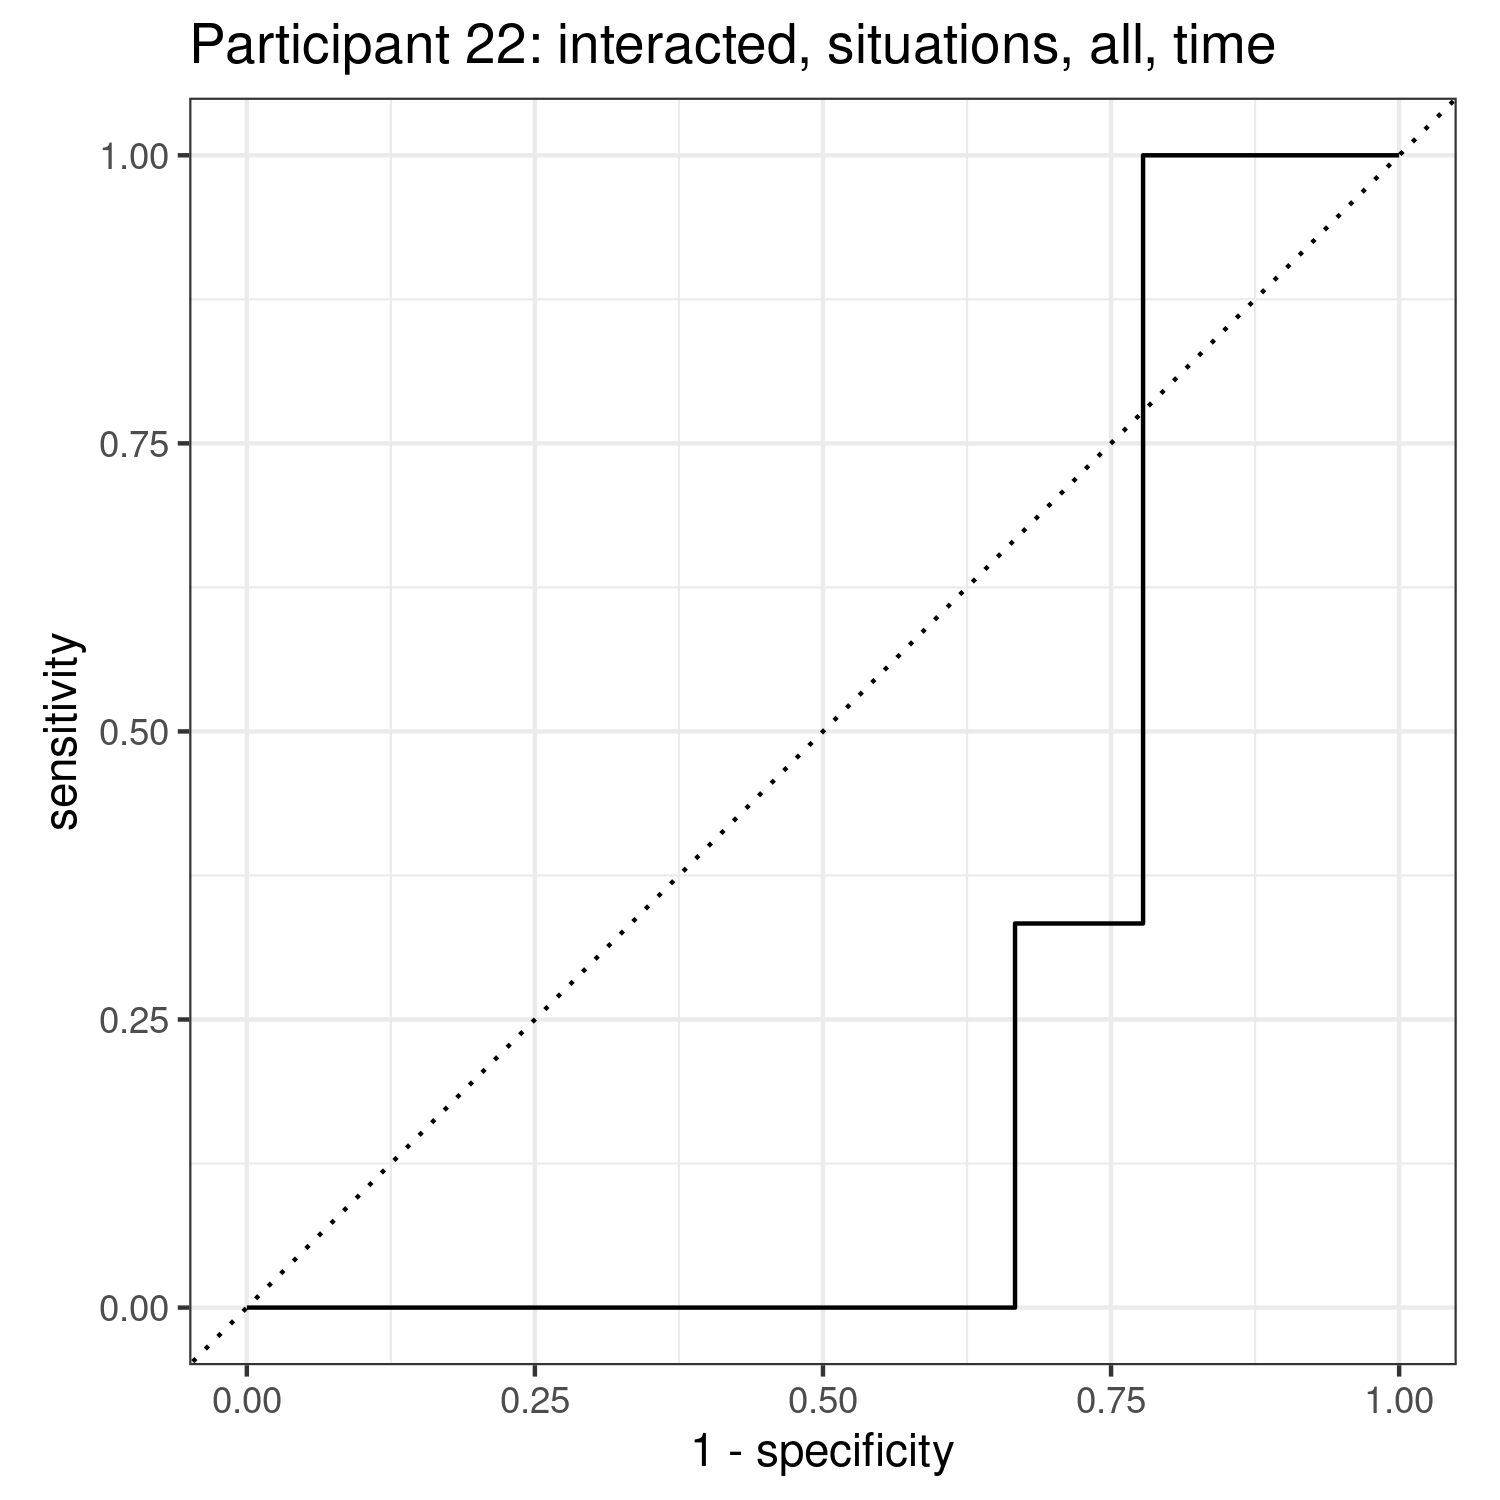 Participant 22: interacted, situations, all, time
1.00
0.75
0.50
0.25
0.00
sensitivity
0.00 0.25 0.50 0.75 1.00
1 - specificity